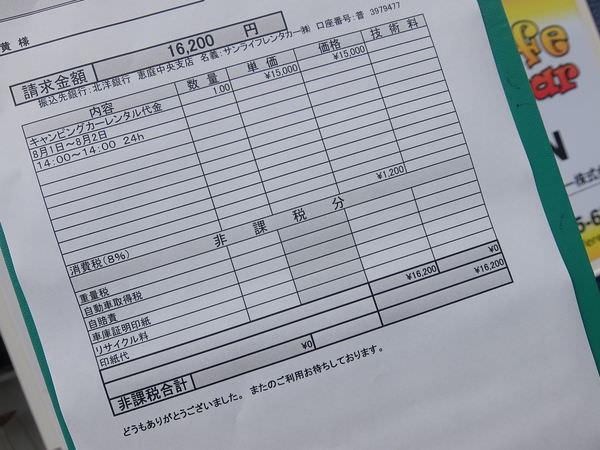 貴 様
請求金額 16,200 円
振込先銀行：北洋銀行 恵庭中央支店 名義：サンライフレンタカー㈱ 口座番号：普 3979477
内容 数量 単価 価格 技術料
キャンピングカーレンタル代金 1.00 ¥15,000 ¥15,000
8月1日～8月2日
14:00～14:00 24h
消費税(8%) ¥1,200
非課税分
重量税
自動車取得税
自賠責
車庫証明印紙
リサイクル料
印紙代 ¥0
¥16,200 ¥16,200
非課税合計 ¥0
どうもありがとうございました。 またのご利用お待ちしております。
fe
ar
N
ー株式
5-6